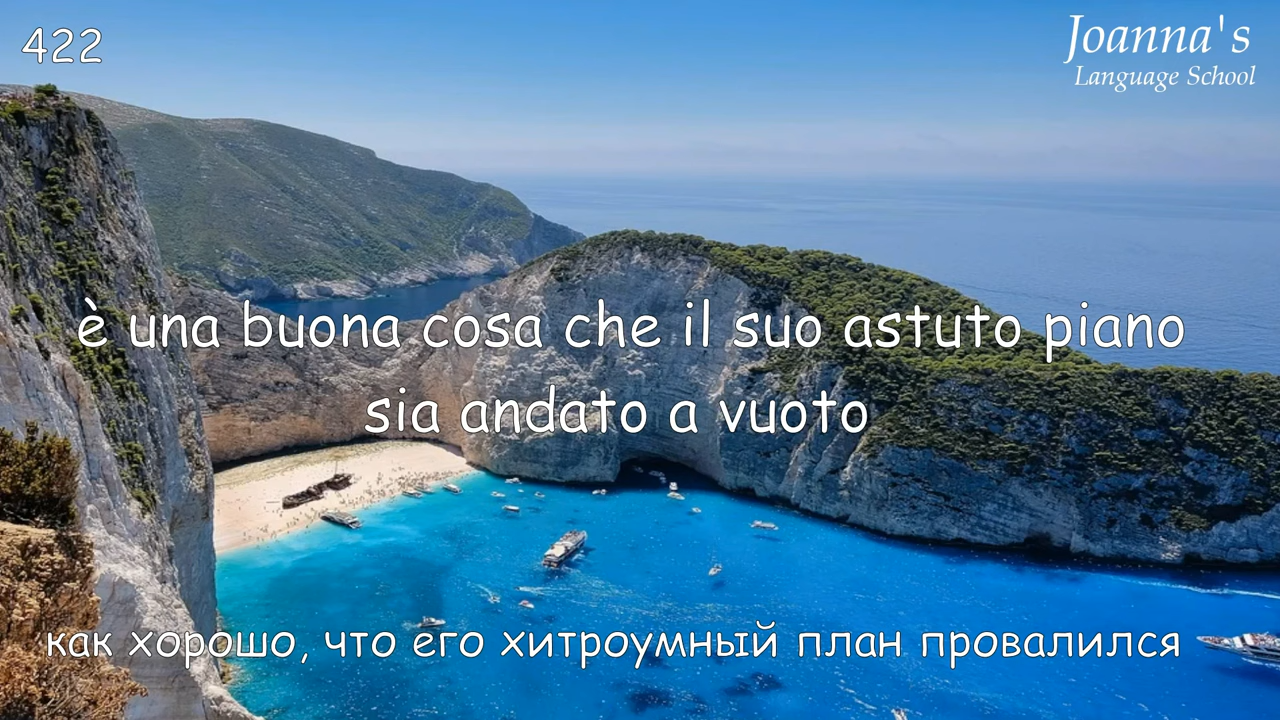 422
Joanna's
Language School
è una buona cosa che il suo astuto piano
sia andato a vuoto
как хорошо, что его хитроумный план провалился